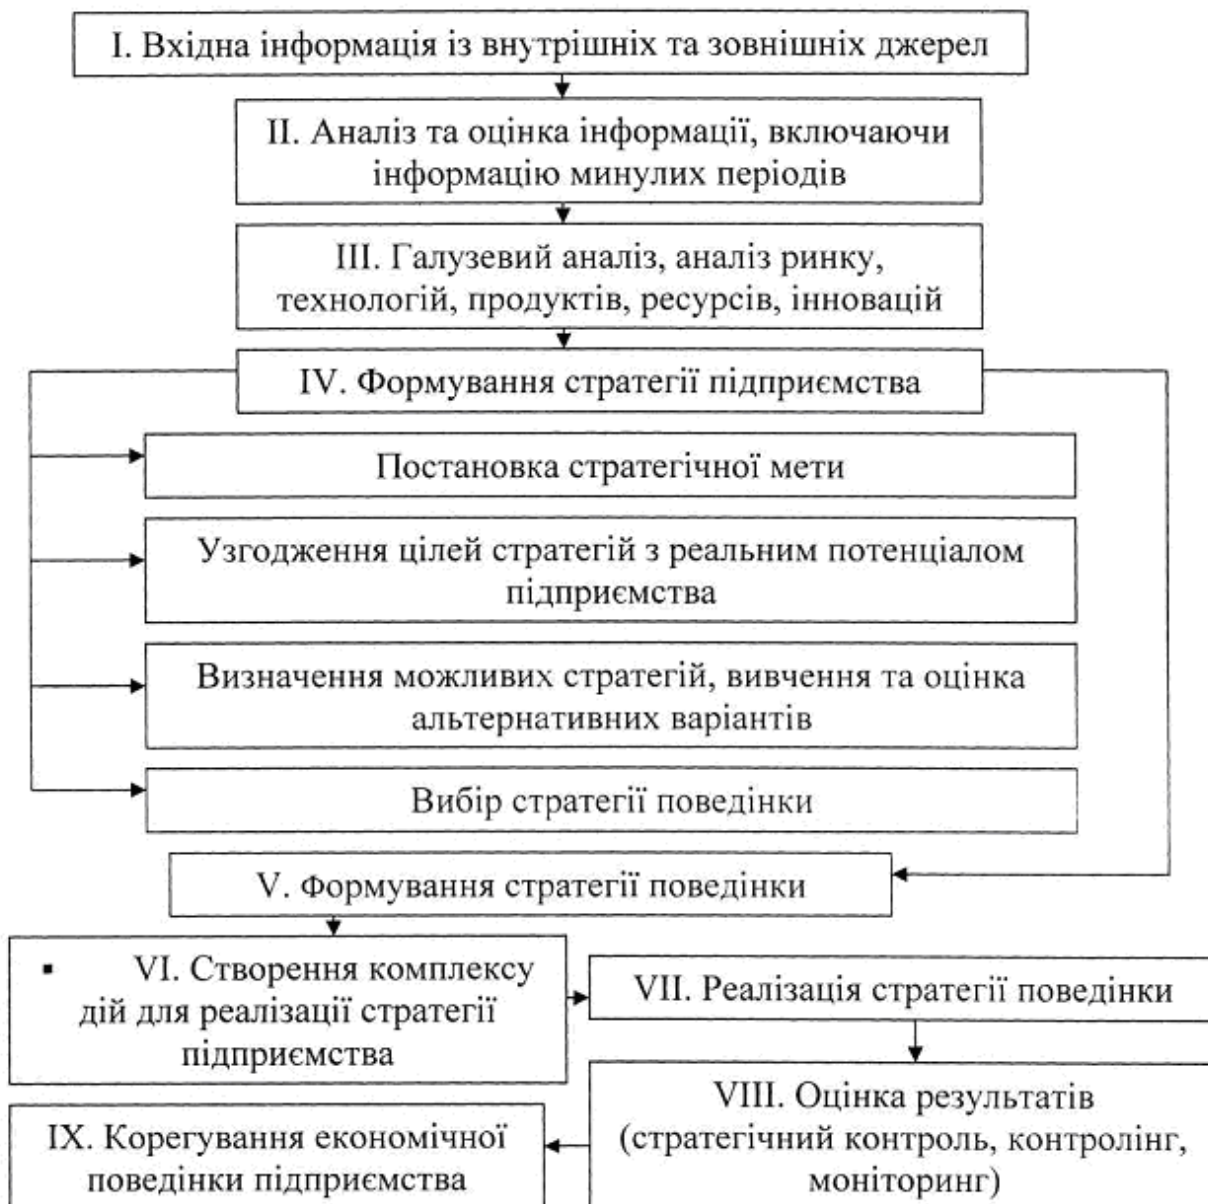 I. Вхідна інформація із внутрішніх та зовнішніх джерел
II. Аналіз та оцінка інформації, включаючи
інформацію минулих періодів
III. Галузевий аналіз, аналіз ринку,
технологій, продуктів, ресурсів, інновацій
IV. Формування стратегії підприємства
Постановка стратегічної мети
Узгодження цілей стратегій з реальним потенціалом
підприємства
Визначення можливих стратегій, вивчення та оцінка
альтернативних варіантів
Вибір стратегії поведінки
V. Формування стратегії поведінки
▪ VI. Створення комплексу
дій для реалізації стратегії
підприємства
VII. Реалізація стратегії поведінки
VIII. Оцінка результатів
(стратегічний контроль, контролінг,
моніторинг)
IX. Корегування економічної
поведінки підприємства